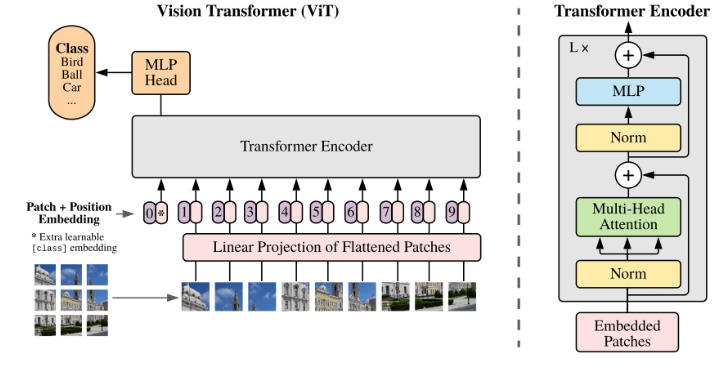 Vision Transformer (ViT)
Class
Bird
Ball
Car
...
MLP
Head
Transformer Encoder
Patch + Position
Embedding
* Extra learnable
[class] embedding
0 * 1 2 3 4 5 6 7 8 9
Linear Projection of Flattened Patches
Transformer Encoder
L ×
+
MLP
Norm
+
Multi-Head
Attention
Norm
Embedded
Patches